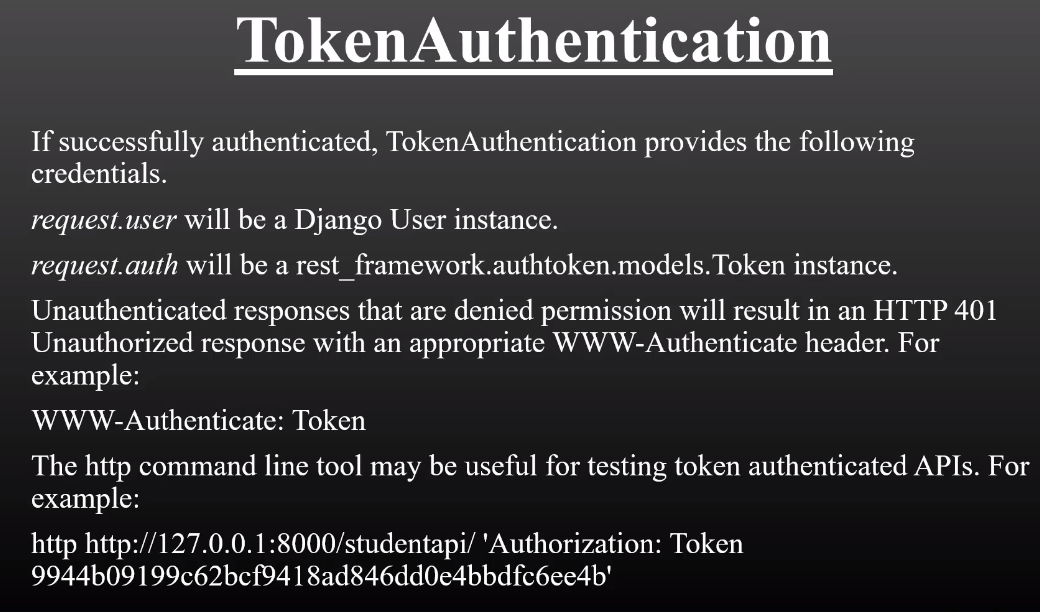 TokenAuthentication
If successfully authenticated, TokenAuthentication provides the following
credentials.
request.user will be a Django User instance.
request.auth will be a rest_framework.authtoken.models.Token instance.
Unauthenticated responses that are denied permission will result in an HTTP 401
Unauthorized response with an appropriate WWW-Authenticate header. For
example:
WWW-Authenticate: Token
The http command line tool may be useful for testing token authenticated APIs. For
example:
http http://127.0.0.1:8000/studentapi/ 'Authorization: Token
9944b09199c62bcf9418ad846dd0e4bbdfc6ee4b'